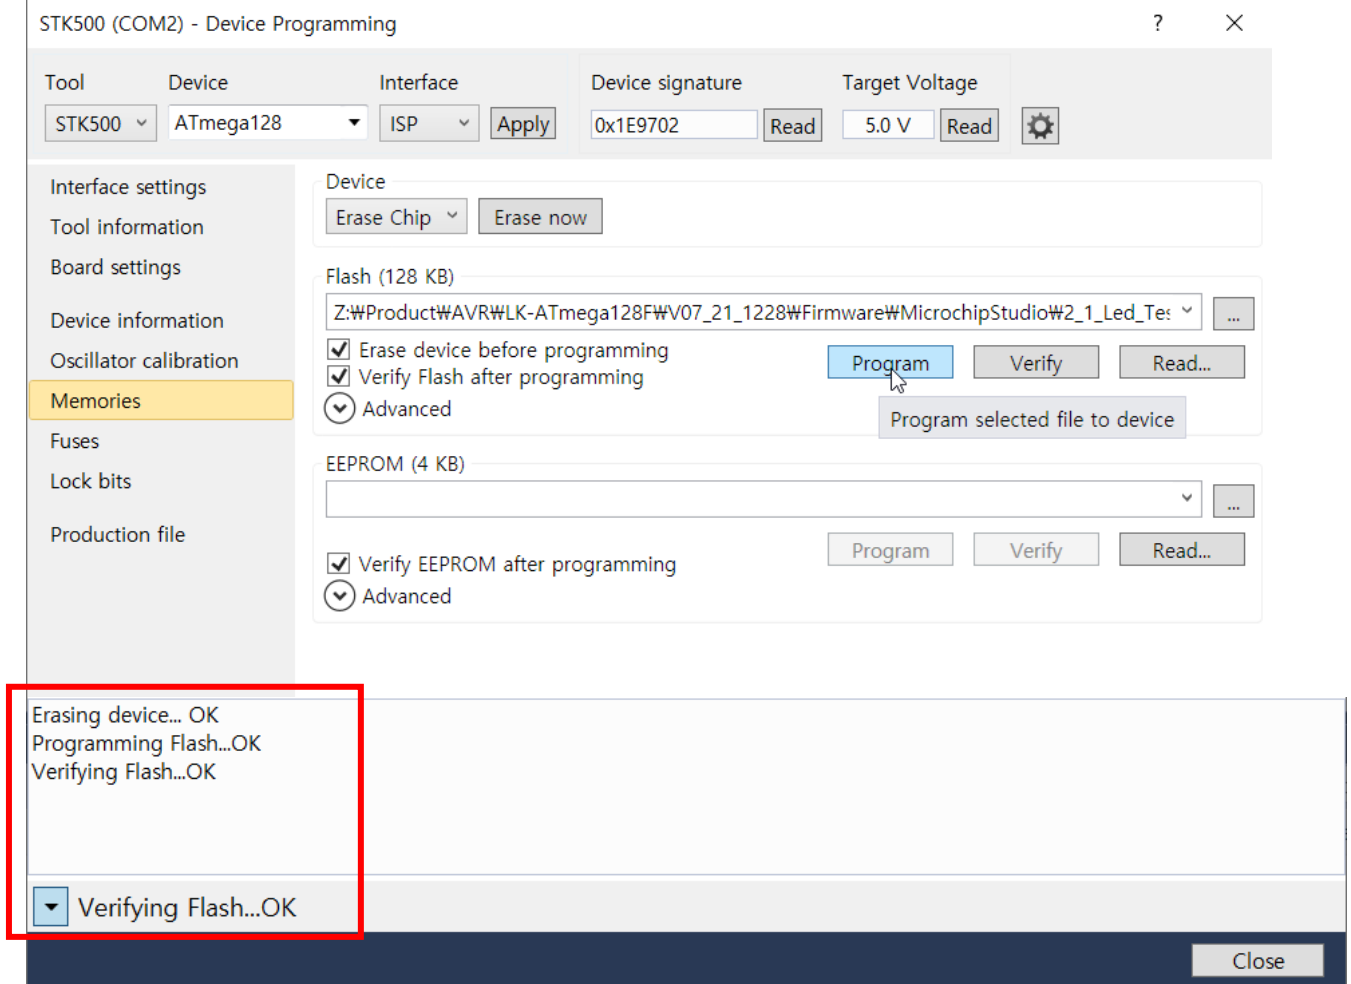 STK500 (COM2) - Device Programming
?
Tool Device Interface Device signature Target Voltage
STK500 ATmega128 ISP Apply 0x1E9702 Read 5.0 V Read
Interface settings
Tool information
Board settings
Device information
Oscillator calibration
Memories
Fuses
Lock bits
Production file
Device
Erase Chip Erase now
Flash (128 KB)
Z:₩Product₩AVR₩LK-ATmega128F₩V07_21_1228₩Firmware₩MicrochipStudio₩2_1_Led_Tes ...
Erase device before programming
Verify Flash after programming
Program Verify Read...
Advanced
Program selected file to device
EEPROM (4 KB)
...
Program Verify Read...
Verify EEPROM after programming
Advanced
Erasing device... OK
Programming Flash...OK
Verifying Flash...OK
Verifying Flash...OK
Close